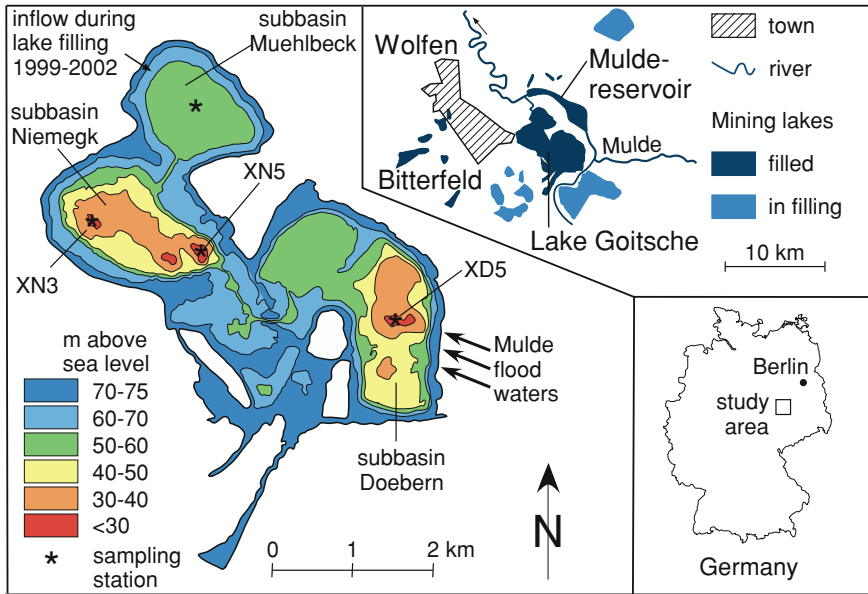 inflow during
lake filling
1999-2002
subbasin
Muehlbeck
subbasin
Niemegk
XN5
XN3
XD5
Mulde
flood
waters
subbasin
Doebern
m above
sea level
70-75
60-70
50-60
40-50
30-40
<30
* sampling
station
0 1 2 km
N
Wolfen
Mulde-
reservoir
Mulde
Bitterfeld
Lake Goitsche
town
river
Mining lakes
filled
in filling
10 km
Berlin
study
area
Germany